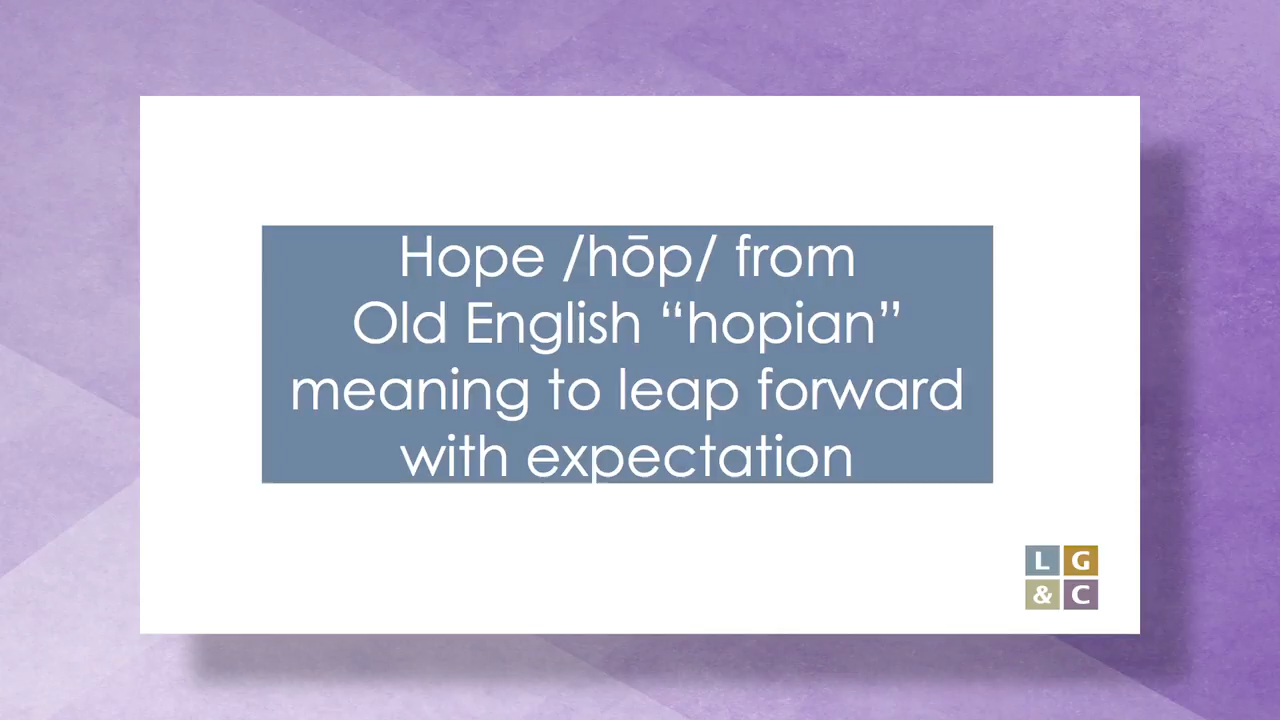 Hope /hōp/ from
Old English “hopian”
meaning to leap forward
with expectation
L G
& C